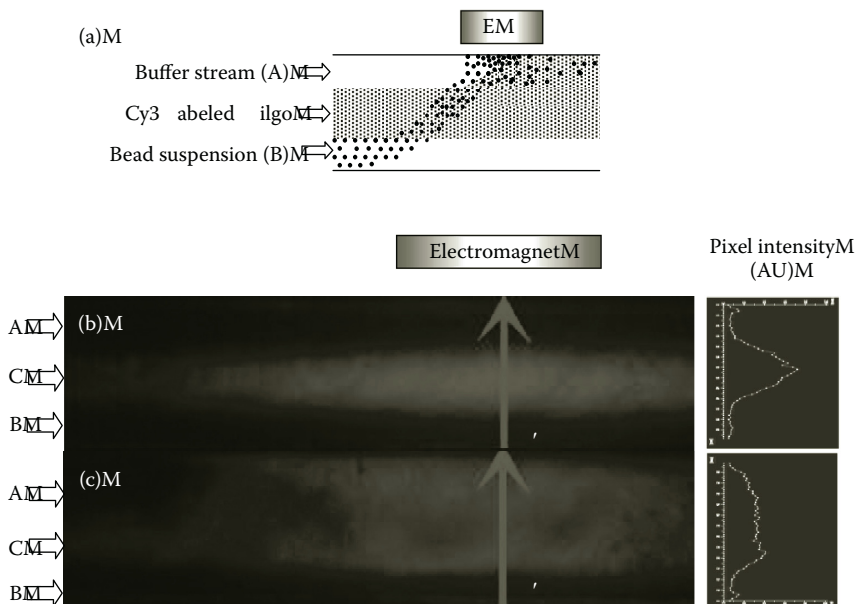 EM
(a)M
Buffer stream (A)M
Cy3 abeled ilgoM
Bead suspension (B)M
ElectromagnetM
Pixel intensityM
(AU)M
(b)M
AM
CM
BM
(c)M
AM
CM
BM